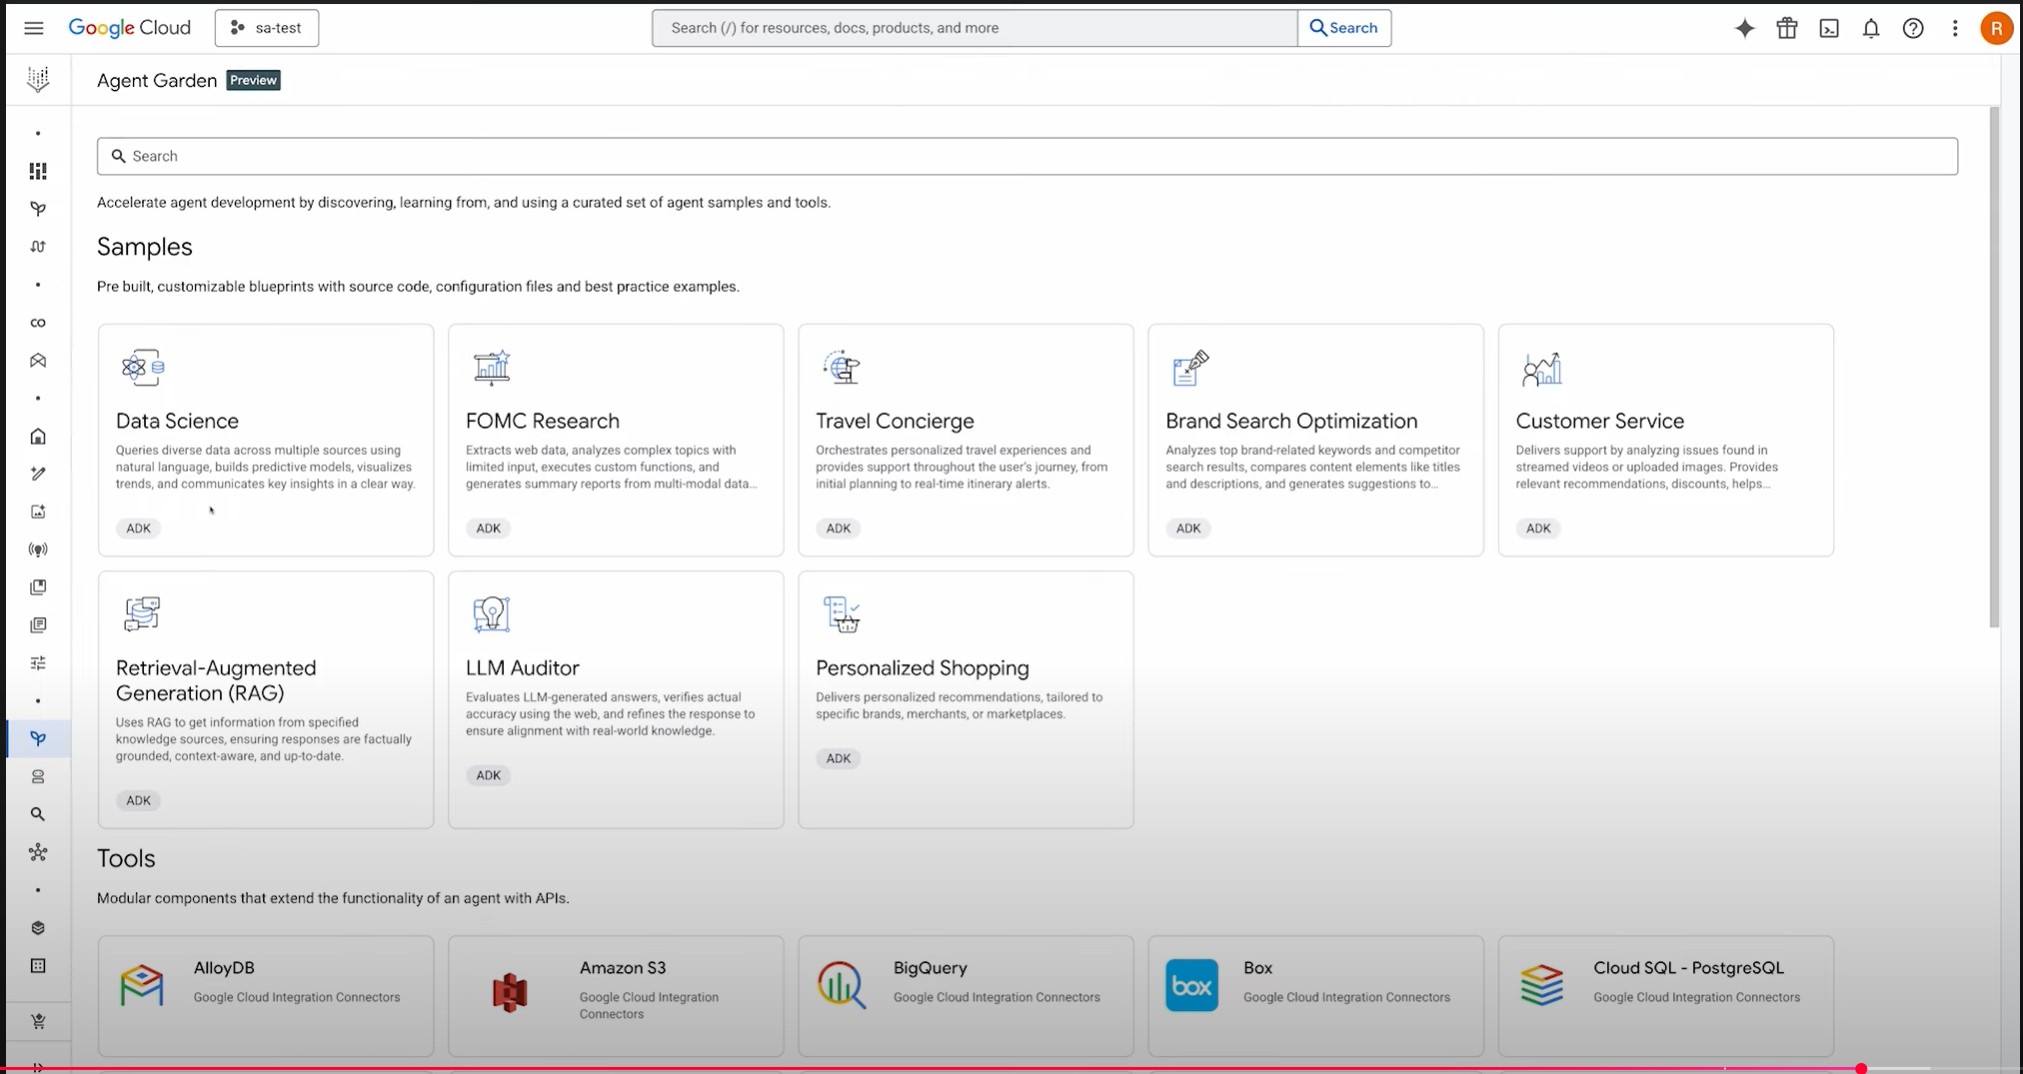 Google Cloud
sa-test
Search (/) for resources, docs, products, and more
Search
R
Agent Garden
Preview
Search
Accelerate agent development by discovering, learning from, and using a curated set of agent samples and tools.
Samples
Pre built, customizable blueprints with source code, configuration files and best practice examples.
Data Science
Queries diverse data across multiple sources using
natural language, builds predictive models, visualizes
trends, and communicates key insights in a clear way.
ADK
FOMC Research
Extracts web data, analyzes complex topics with
limited input, executes custom functions, and
generates summary reports from multi-modal data...
ADK
Travel Concierge
Orchestrates personalized travel experiences and
provides support throughout the user's journey, from
initial planning to real-time itinerary alerts.
ADK
Brand Search Optimization
Analyzes top brand-related keywords and competitor
search results, compares content elements like titles
and descriptions, and generates suggestions to...
ADK
Customer Service
Delivers support by analyzing issues found in
streamed videos or uploaded images. Provides
relevant recommendations, discounts, helps...
ADK
Retrieval-Augmented
Generation (RAG)
Uses RAG to get information from specified
knowledge sources, ensuring responses are factually
grounded, context-aware, and up-to-date.
ADK
LLM Auditor
Evaluates LLM-generated answers, verifies actual
accuracy using the web, and refines the response to
ensure alignment with real-world knowledge.
ADK
Personalized Shopping
Delivers personalized recommendations, tailored to
specific brands, merchants, or marketplaces.
ADK
Tools
Modular components that extend the functionality of an agent with APIs.
AlloyDB
Google Cloud Integration Connectors
Amazon S3
Google Cloud Integration
Connectors
BigQuery
Google Cloud Integration Connectors
box
Box
Google Cloud Integration Connectors
Cloud SQL - PostgreSQL
Google Cloud Integration Connectors